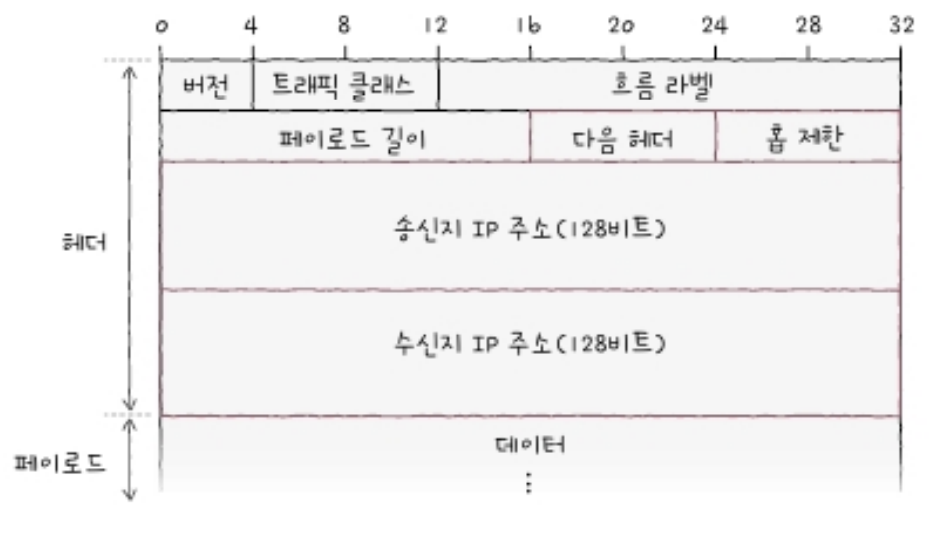 0 4 8 12 16 20 24 28 32
버전 트래픽 클래스 흐름 라벨
페이로드 길이 다음 헤더 홉 제한
송신지 IP 주소(128비트)
헤더
수신지 IP 주소(128비트)
데이터
페이로드
⋮